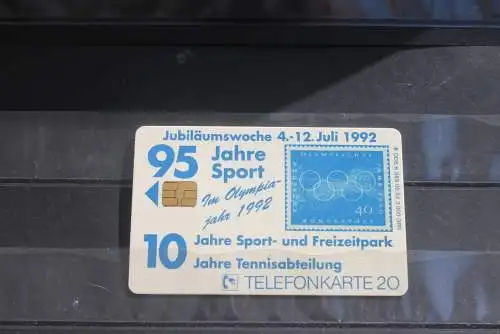 Jubiläumswoche 4.-12. Juli 1992
95 Jahre
Sport
Im Olympia-
jahr 1992
40
10 Jahre Sport- und Freizeitpark
Jahre Tennisabteilung
TELEFONKARTE 20